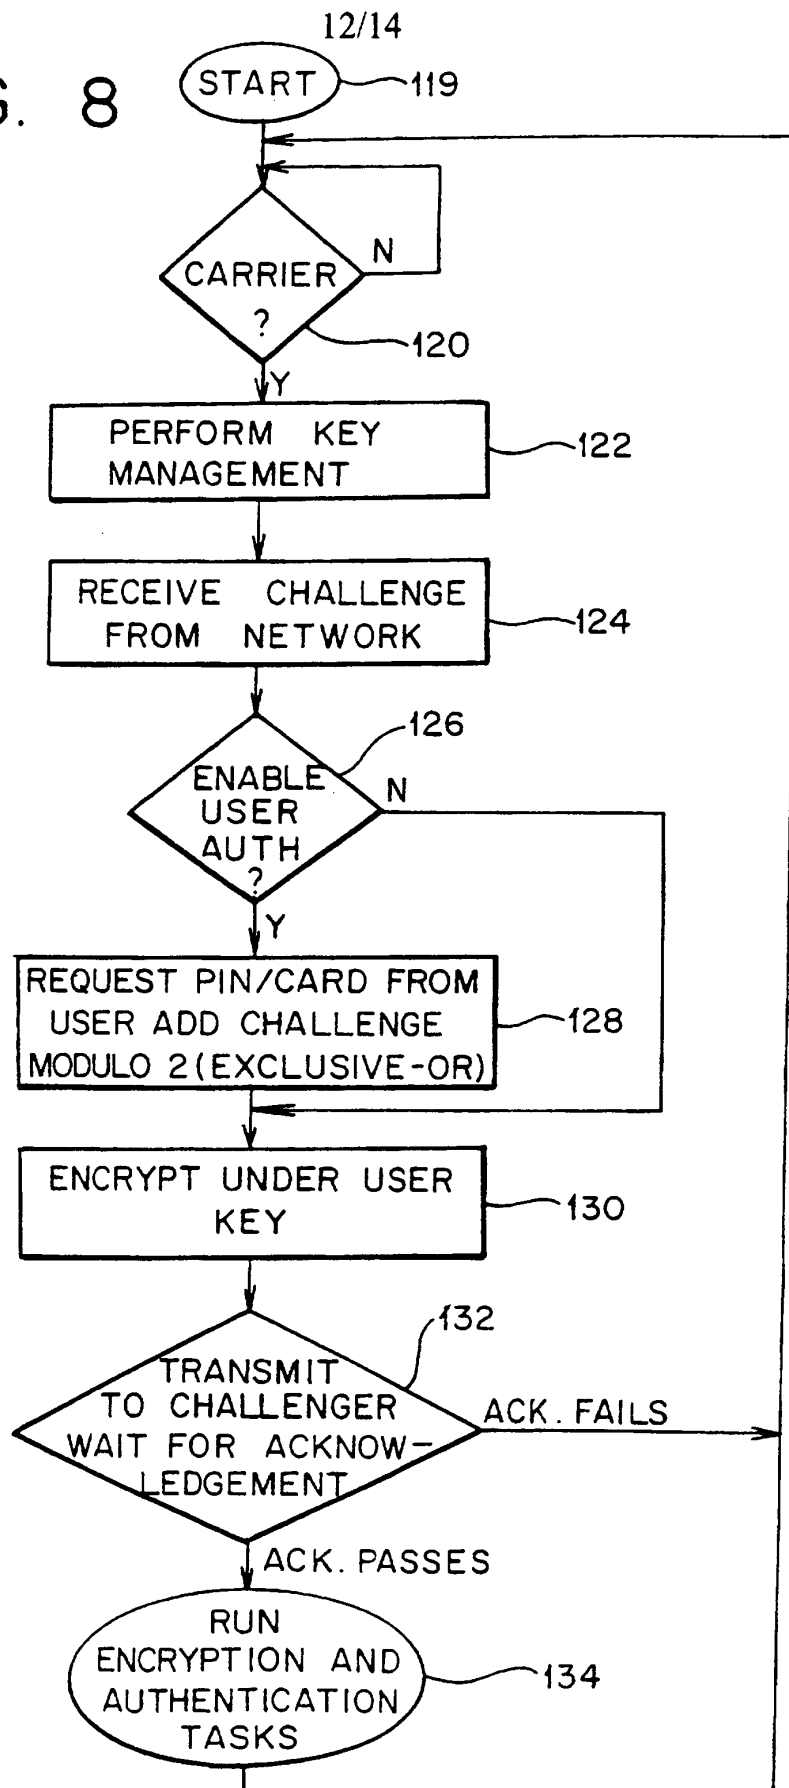 12/14
G. 8
START
119
N
CARRIER
?
120
Y
PERFORM KEY
MANAGEMENT
122
RECEIVE CHALLENGE
FROM NETWORK
124
126
ENABLE
USER
AUTH
?
N
Y
REQUEST PIN/CARD FROM
USER ADD CHALLENGE
MODULO 2 (EXCLUSIVE-OR)
128
ENCRYPT UNDER USER
KEY
130
132
TRANSMIT
TO CHALLENGER
WAIT FOR ACKNOW-
LEDGEMENT
ACK. FAILS
ACK. PASSES
RUN
ENCRYPTION AND
AUTHENTICATION
TASKS
134